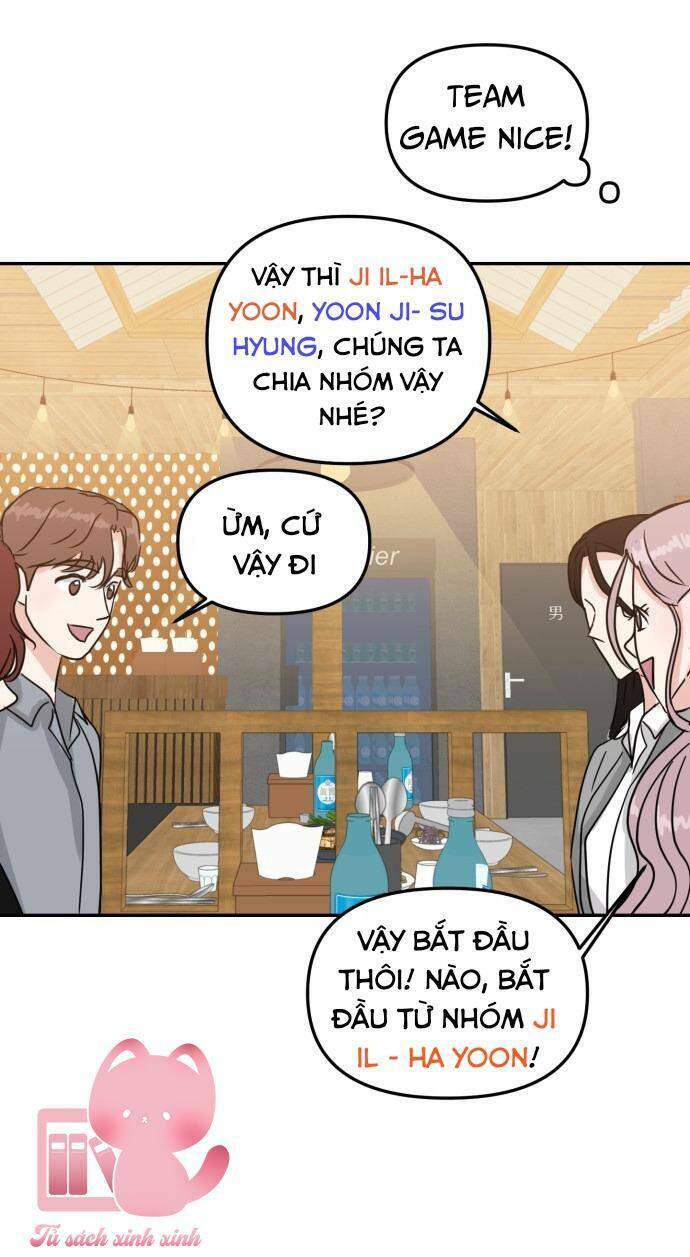 TEAM
GAME NICE!
VẬY THÌ JI IL-HA
YOON, YOON JI- SU
HYUNG, CHÚNG TA
CHIA NHÓM VẬY
NHÉ?
ỪM, CỨ
VẬY ĐI
ier
男
VẬY BẮT ĐẦU
THÔI! NÀO, BẮT
ĐẦU TỪ NHÓM JI
IL - HA YOON!
Tủ sách xinh xinh